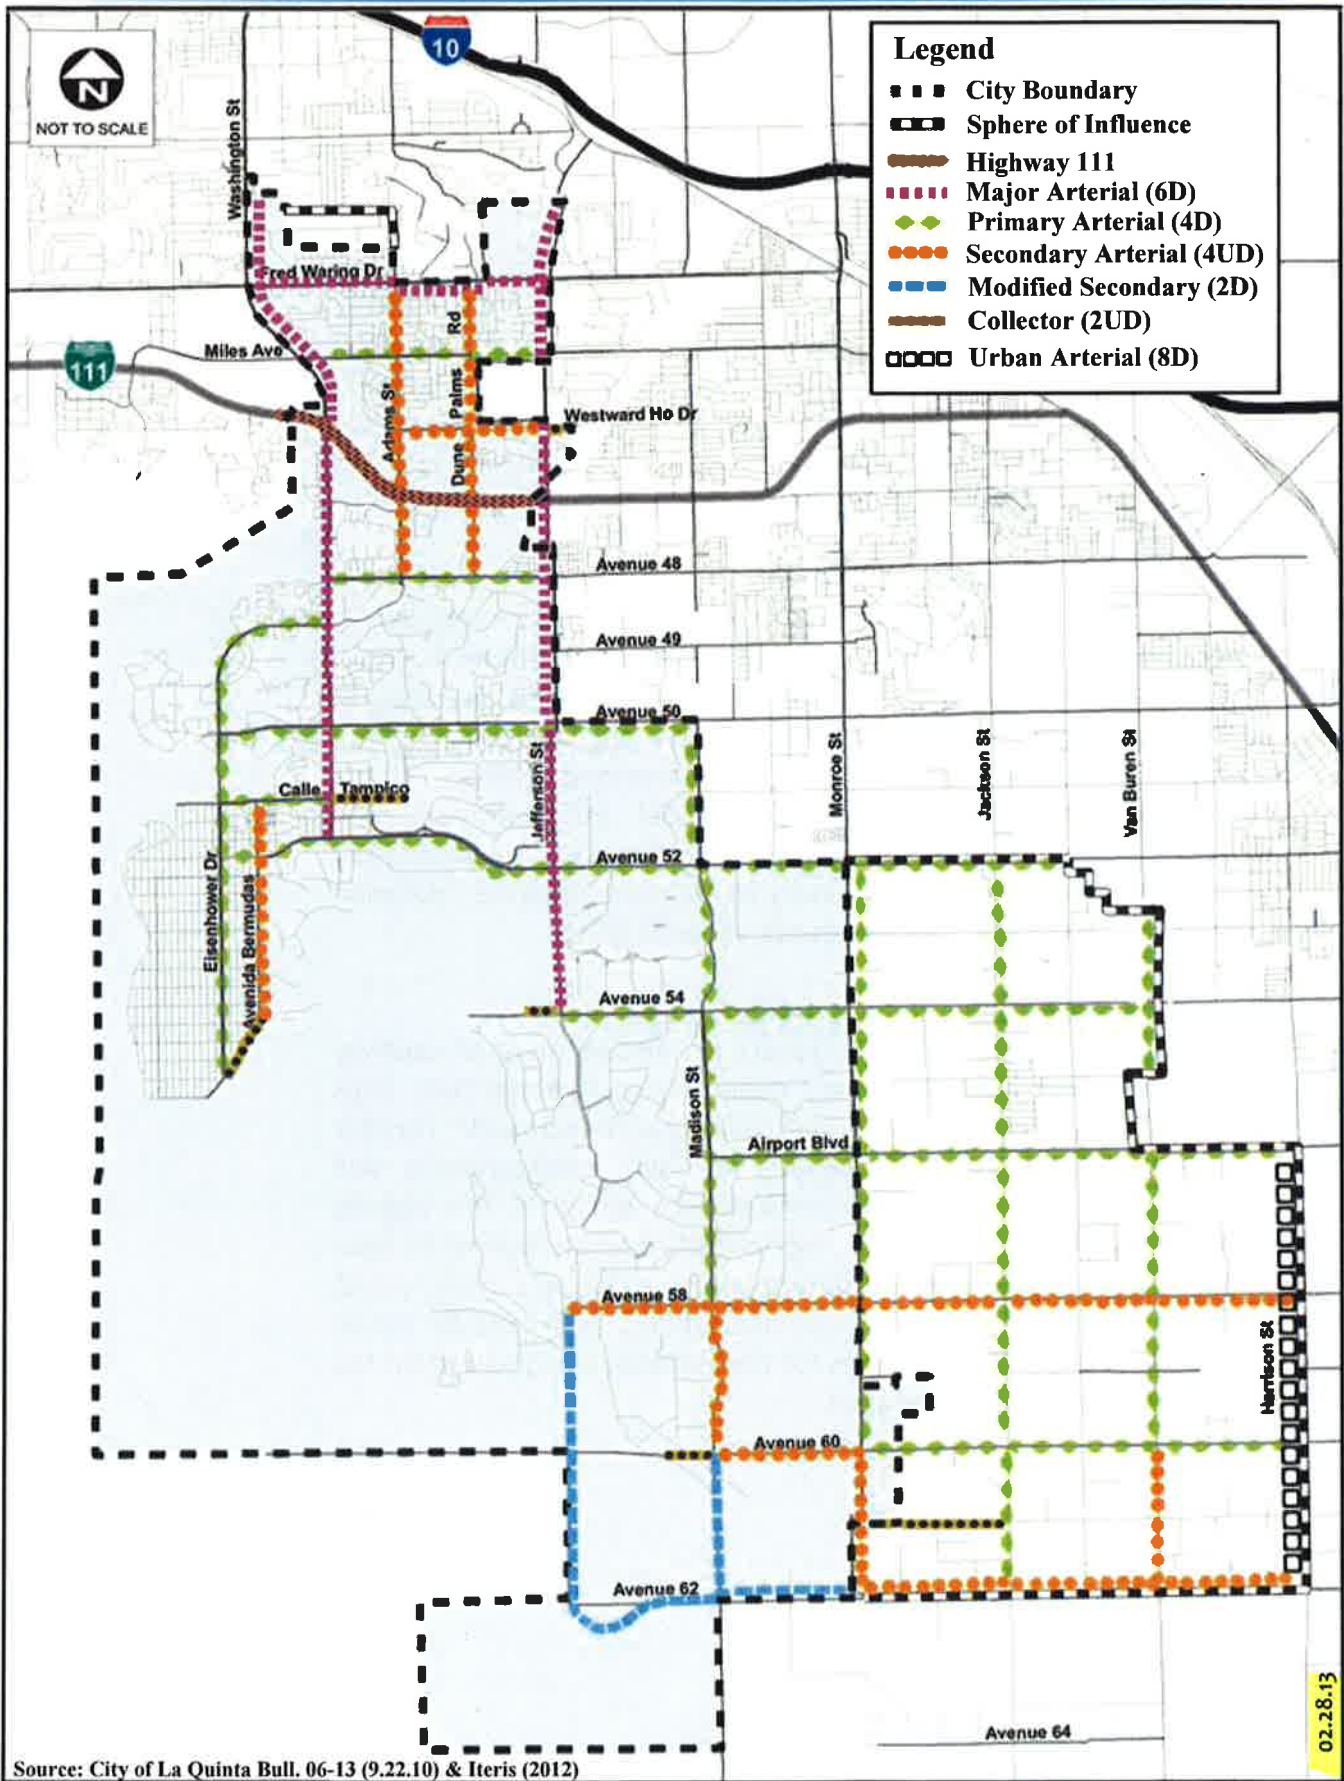 10
N
NOT TO SCALE
Legend
City Boundary
Sphere of Influence
Highway 111
Major Arterial (6D)
Primary Arterial (4D)
Secondary Arterial (4UD)
Modified Secondary (2D)
Collector (2UD)
Urban Arterial (8D)
Washington St
Fred Waring Dr
Miles Ave
111
Adams St
Dune Palms Rd
Westward Ho Dr
Avenue 48
Avenue 49
Avenue 50
Jefferson St
Monroe St
Jackson St
Van Buren St
Calle Tampico
Avenue 52
Eisenhower Dr
Avenida Bermudas
Avenue 54
Madison St
Airport Blvd
Avenue 58
Harrison St
Avenue 60
Avenue 62
Avenue 64
02.28.13
Source: City of La Quinta Bull. 06-13 (9.22.10) & Iteris (2012)